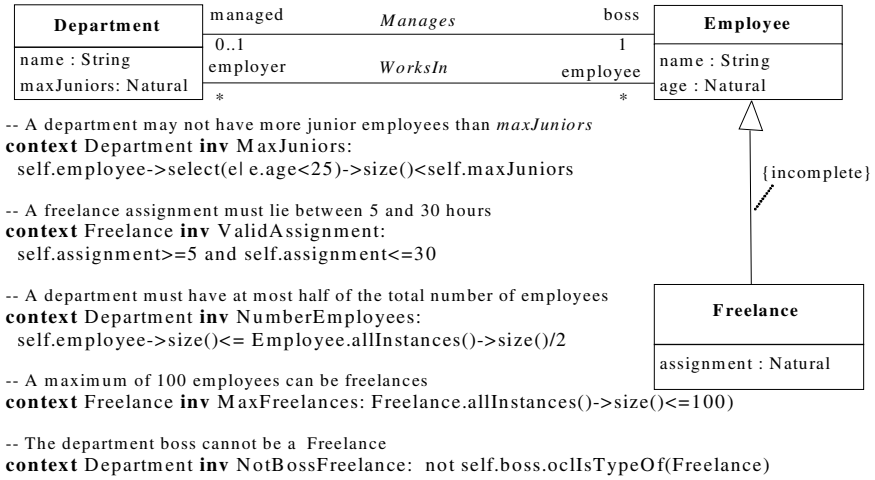 Department
managed
Manages
boss
Employee
0..1
1
name : String
maxJuniors: Natural
employer
WorksIn
employee
name : String
age : Natural
*
*
-- A department may not have more junior employees than maxJuniors
context Department inv MaxJuniors:
self.employee->select(e| e.age<25)->size()<self.maxJuniors
{incomplete}
-- A freelance assignment must lie between 5 and 30 hours
context Freelance inv ValidAssignment:
self.assignment>=5 and self.assignment<=30
-- A department must have at most half of the total number of employees
context Department inv NumberEmployees:
self.employee->size()<= Employee.allInstances()->size()/2
Freelance
assignment : Natural
-- A maximum of 100 employees can be freelances
context Freelance inv MaxFreelances: Freelance.allInstances()->size()<=100)
-- The department boss cannot be a Freelance
context Department inv NotBossFreelance: not self.boss.oclIsTypeOf(Freelance)